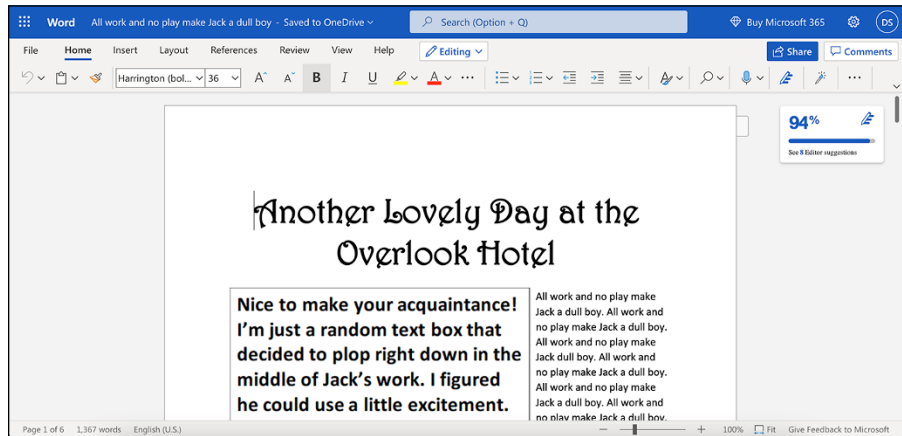 Word All work and no play make Jack a dull boy - Saved to OneDrive Search (Option + Q) Buy Microsoft 365 DS
File Home Insert Layout References Review View Help Editing Share Comments
Harrington (bol... 36 A A B I U A ...
94%
See 8 Editor suggestions
Another Lovely Day at the
Overlook Hotel
Nice to make your acquaintance!
I'm just a random text box that
decided to plop right down in the
middle of Jack's work. I figured
he could use a little excitement.
All work and no play make
Jack a dull boy. All work and
no play make Jack a dull boy.
All work and no play make
Jack dull boy. All work and
no play make Jack a dull boy.
All work and no play make
Jack a dull boy. All work and
no play make Jack a dull boy.
Page 1 of 6 1,367 words English (U.S.) 100% Fit Give Feedback to Microsoft